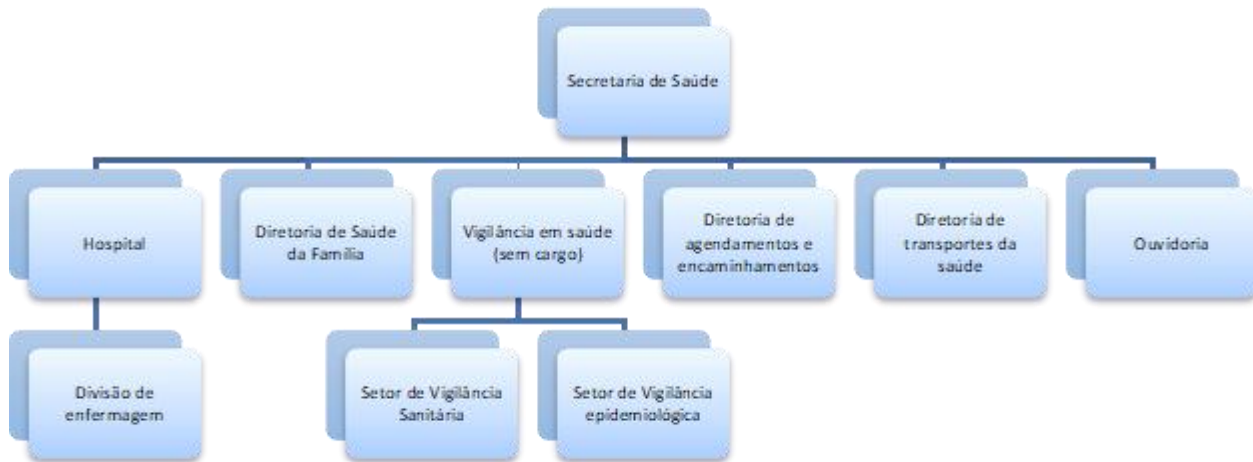 Secretaria de Saúde
Hospital
Diretoria de Saúde
da Família
Vigilância em saúde
(sem cargo)
Diretoria de
agendamentos e
encaminhamentos
Diretoria de
transportes da
saúde
Ouvidoria
Divisão de
enfermagem
Setor de Vigilância
Sanitária
Setor de Vigilância
epidemiológica